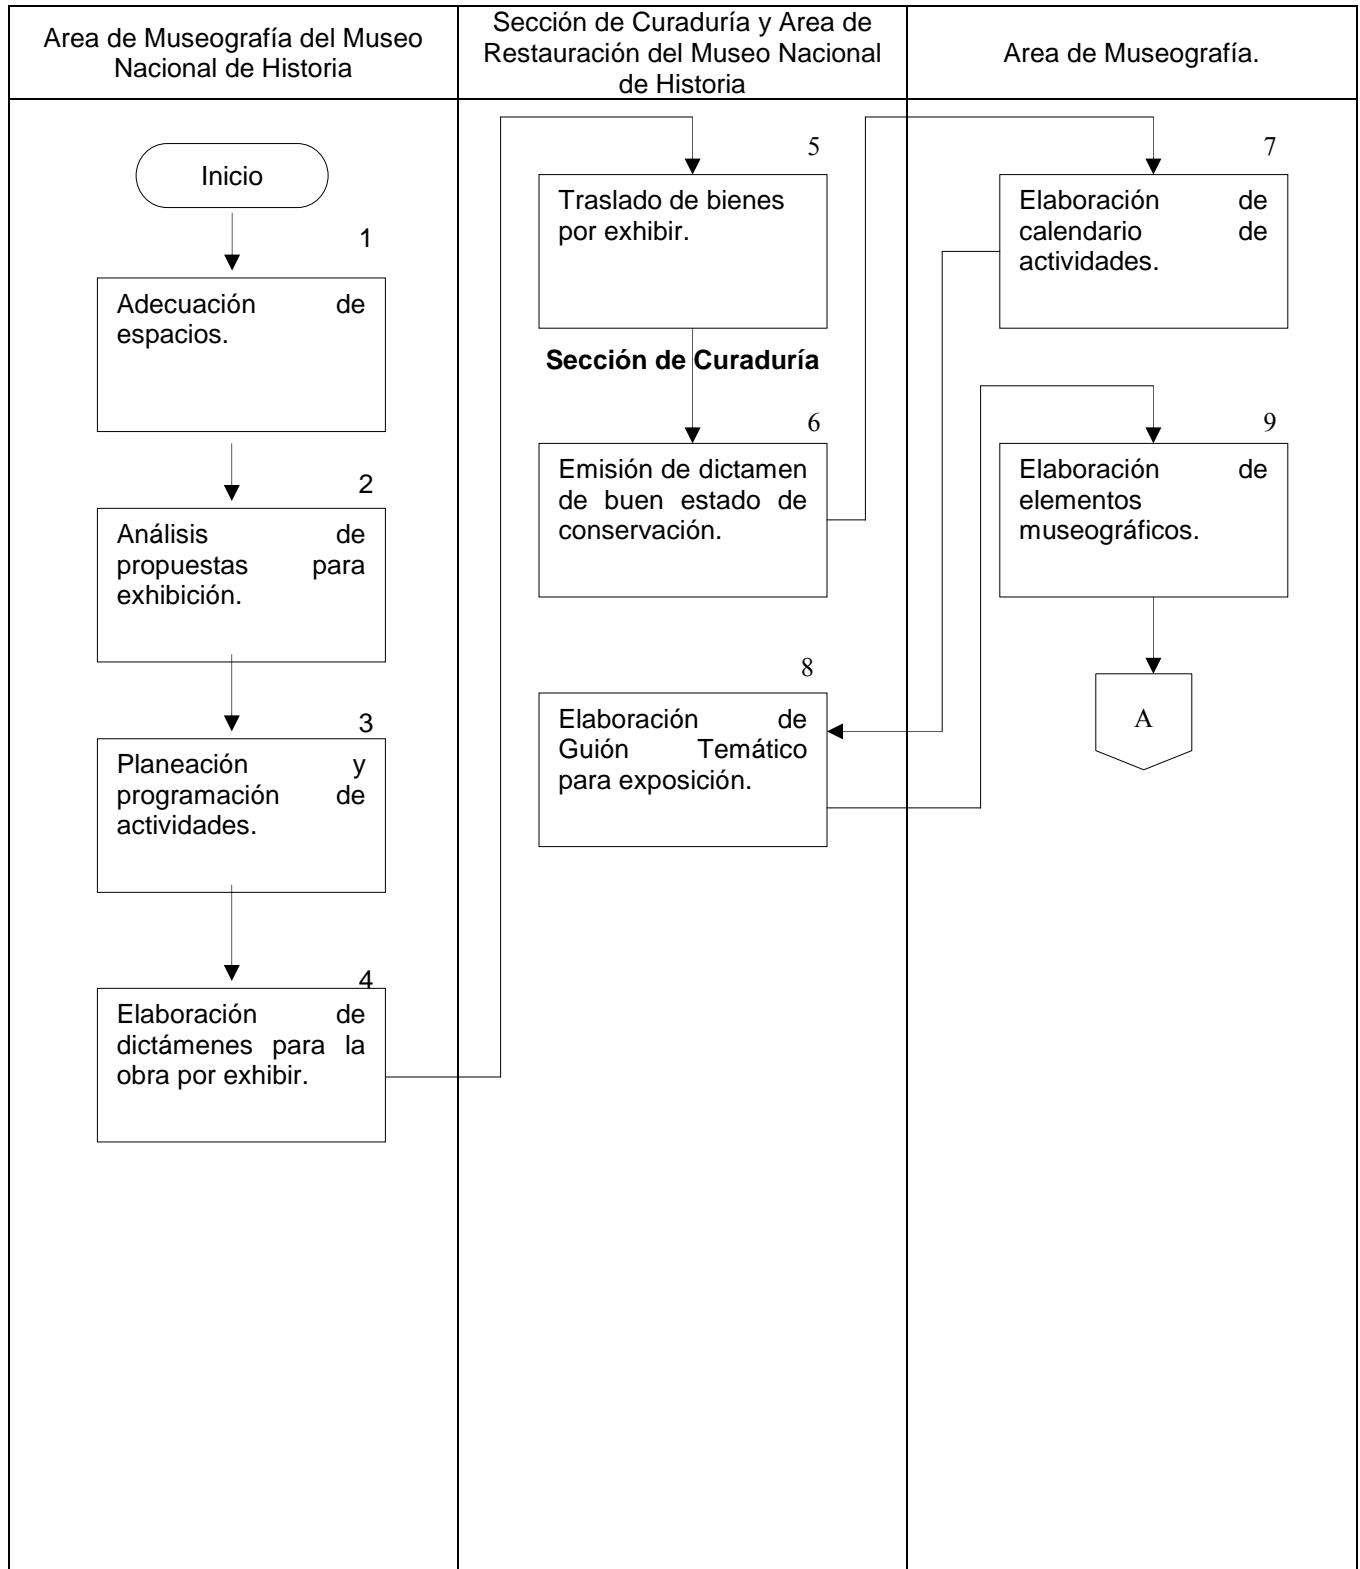 Area de Museografía del Museo
Nacional de Historia
Sección de Curaduría y Area de
Restauración del Museo Nacional
de Historia
Area de Museografía.
Inicio
1
Adecuación de
espacios.
2
Análisis de
propuestas para
exhibición.
3
Planeación y
programación de
actividades.
4
Elaboración de
dictámenes para la
obra por exhibir.
5
Traslado de bienes
por exhibir.
Sección de Curaduría
6
Emisión de dictamen
de buen estado de
conservación.
7
Elaboración de
calendario de
actividades.
8
Elaboración de
Guión Temático
para exposición.
9
Elaboración de
elementos
museográficos.
A